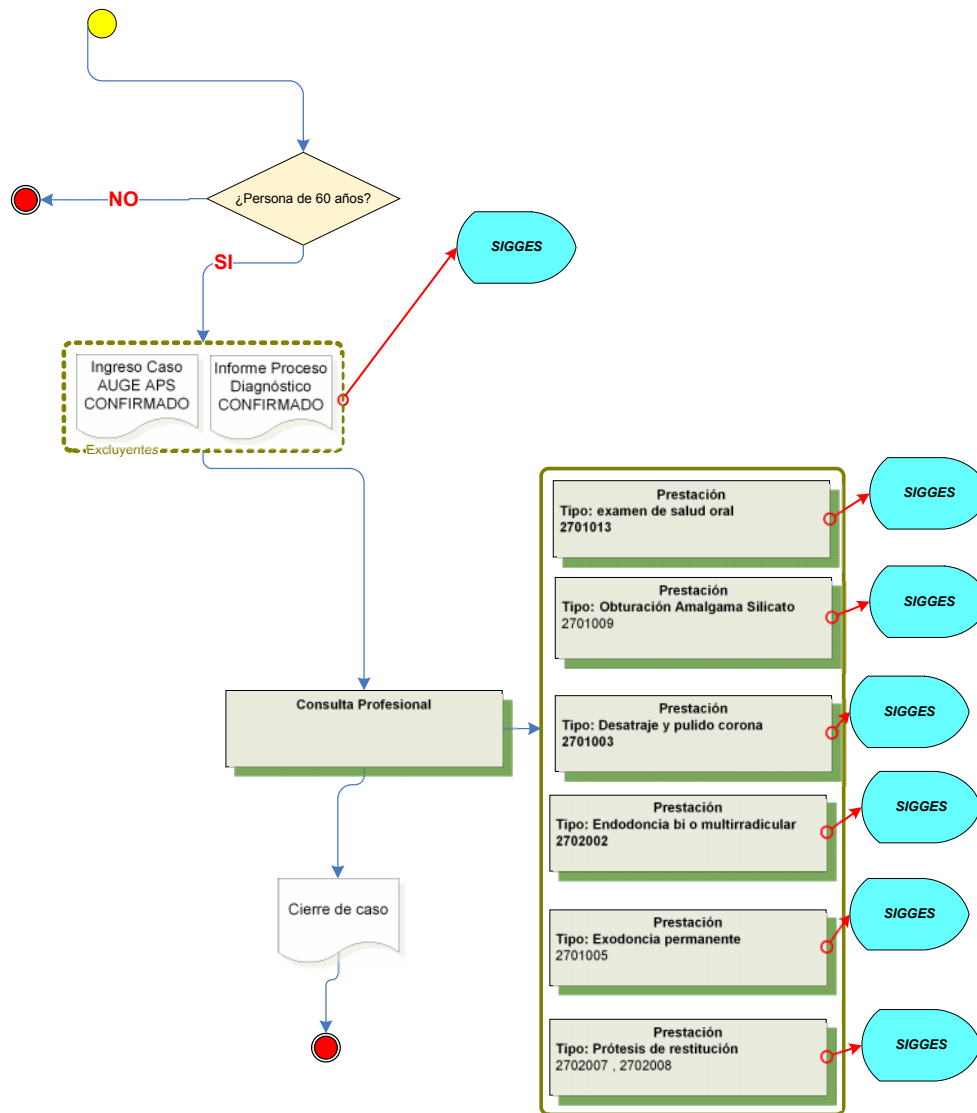 ¿Persona de 60 años?
NO
SI
SIGGES
Ingreso Caso
AUGE APS
CONFIRMADO
Informe Proceso
Diagnóstico
CONFIRMADO
Excluyentes
Prestación
Tipo: examen de salud oral
2701013
SIGGES
Prestación
Tipo: Obturación Amalgama Silicato
2701009
SIGGES
Consulta Profesional
Prestación
Tipo: Desatraje y pulido corona
2701003
SIGGES
Prestación
Tipo: Endodoncia bi o multirradicular
2702002
SIGGES
Cierre de caso
Prestación
Tipo: Exodoncia permanente
2701005
SIGGES
Prestación
Tipo: Prótesis de restitución
2702007 , 2702008
SIGGES